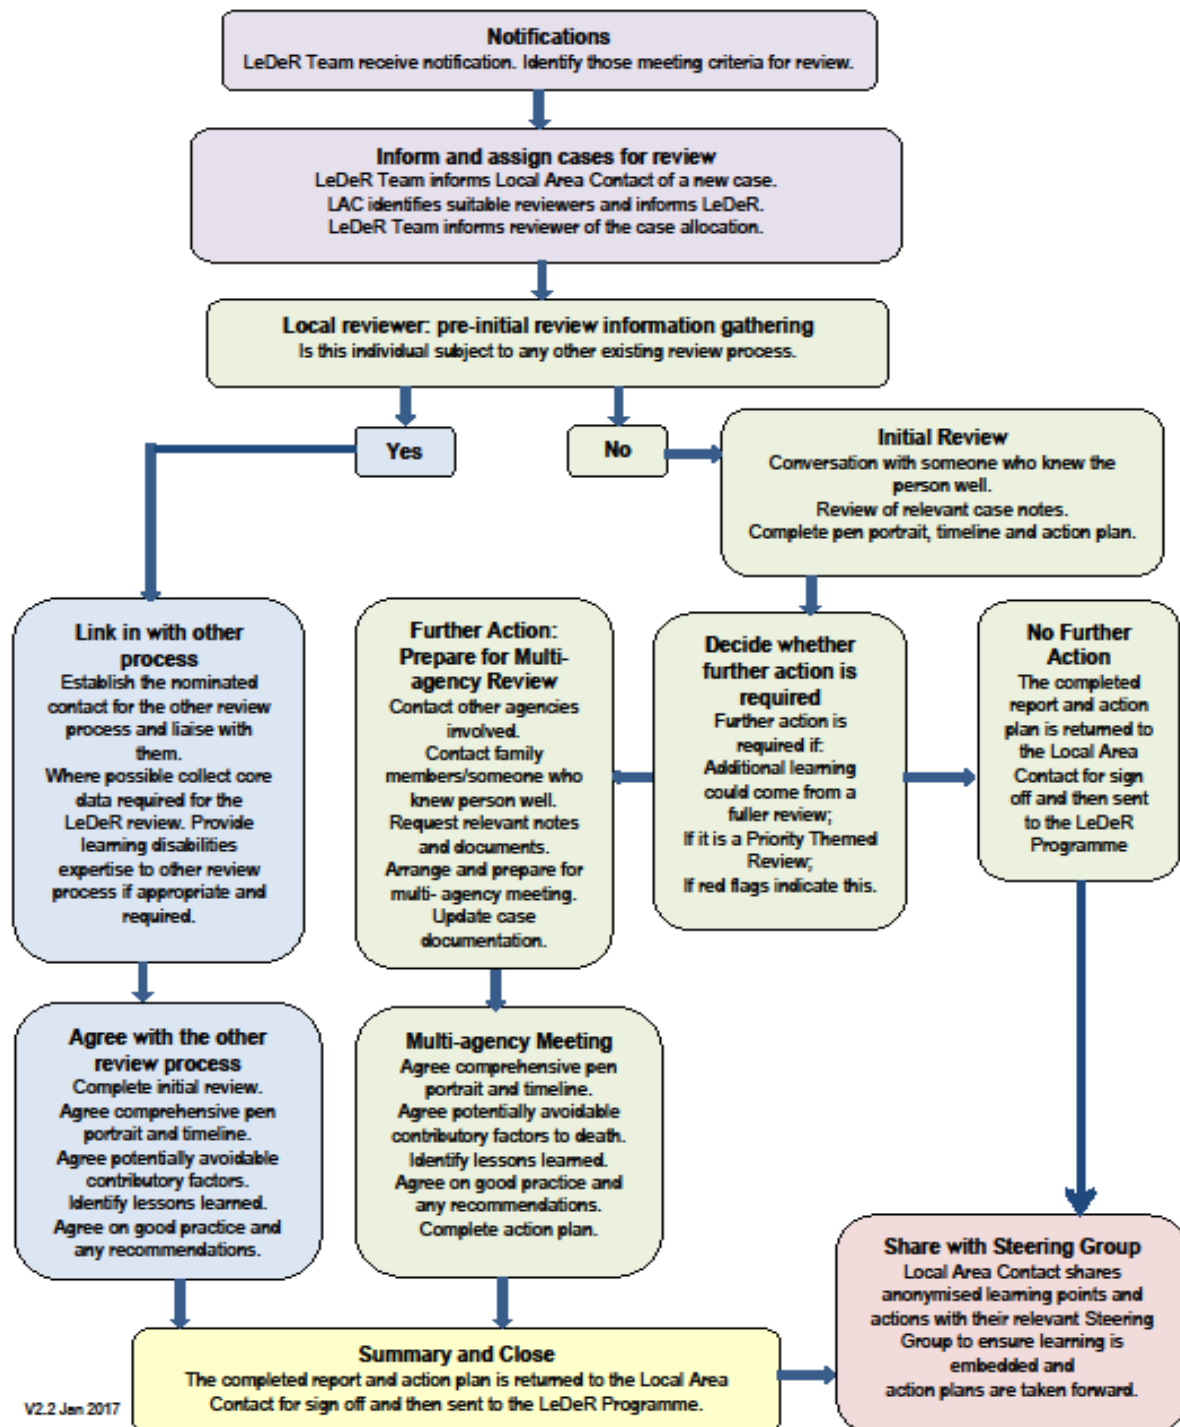 Notifications
LeDeR Team receive notification. Identify those meeting criteria for review.
Inform and assign cases for review
LeDeR Team informs Local Area Contact of a new case.
LAC identifies suitable reviewers and informs LeDeR.
LeDeR Team informs reviewer of the case allocation.
Local reviewer: pre-initial review information gathering
Is this individual subject to any other existing review process.
Yes
No
Initial Review
Conversation with someone who knew the
person well.
Review of relevant case notes.
Complete pen portrait, timeline and action plan.
Link in with other
process
Establish the nominated
contact for the other review
process and liaise with
them.
Where possible collect core
data required for the
LeDeR review. Provide
learning disabilities
expertise to other review
process if appropriate and
required.
Further Action:
Prepare for Multi-
agency Review
Contact other agencies
involved.
Contact family
members/someone who
knew person well.
Request relevant notes
and documents.
Arrange and prepare for
multi- agency meeting.
Update case
documentation.
Decide whether
further action is
required
Further action is
required if:
Additional learning
could come from a
fuller review;
If it is a Priority Themed
Review;
If red flags indicate this.
No Further
Action
The completed
report and action
plan is returned to
the Local Area
Contact for sign
off and then sent
to the LeDeR
Programme
Agree with the other
review process
Complete initial review.
Agree comprehensive pen
portrait and timeline.
Agree potentially avoidable
contributory factors.
Identify lessons learned.
Agree on good practice and
any recommendations.
Multi-agency Meeting
Agree comprehensive pen
portrait and timeline.
Agree potentially avoidable
contributory factors to death.
Identify lessons learned.
Agree on good practice and
any recommendations.
Complete action plan.
Share with Steering Group
Local Area Contact shares
anonymised learning points and
actions with their relevant Steering
Group to ensure learning is
embedded and
action plans are taken forward.
Summary and Close
The completed report and action plan is returned to the Local Area
Contact for sign off and then sent to the LeDeR Programme.
V2.2 Jan 2017